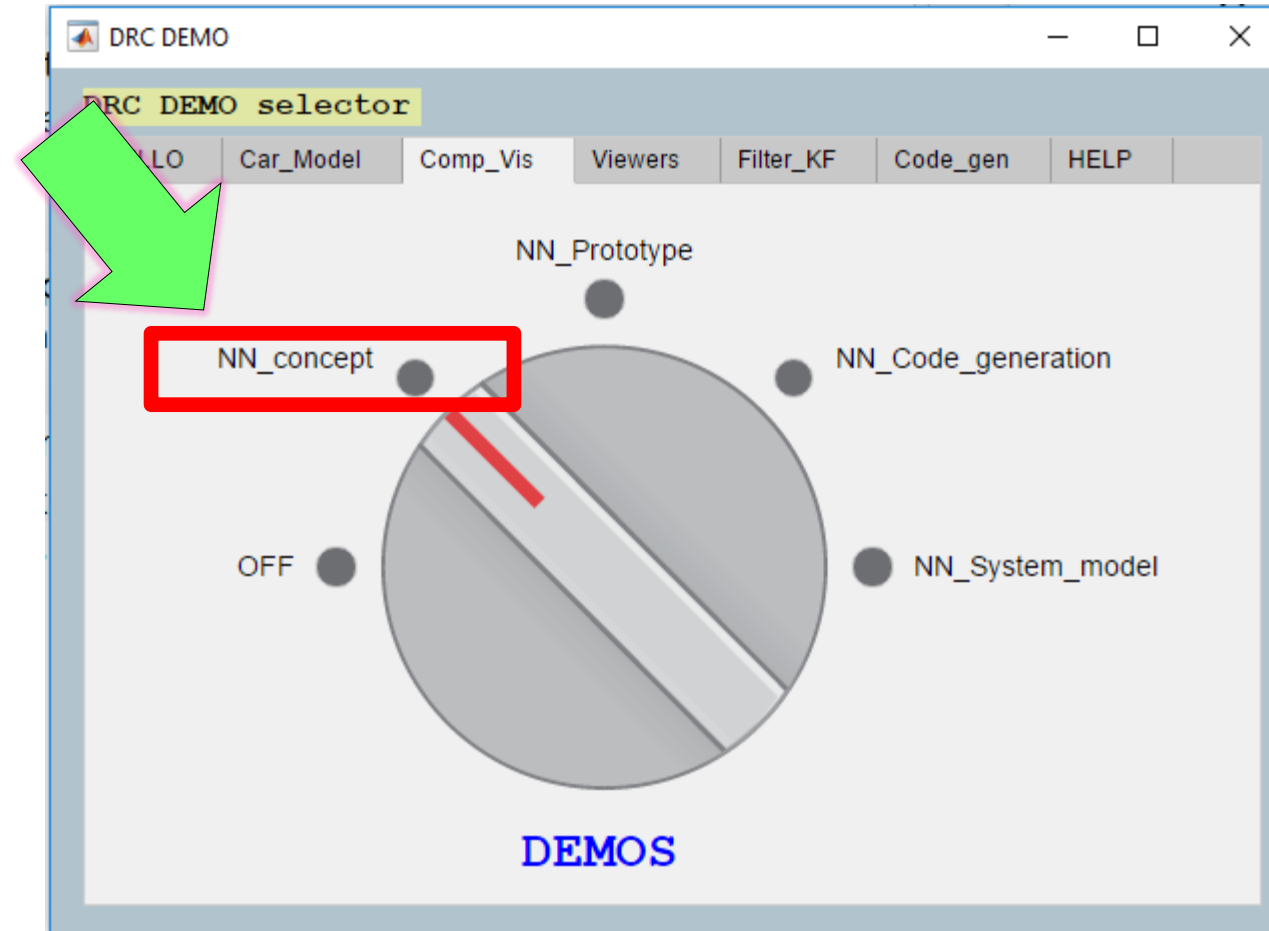 DRC DEMO
DRC DEMO selector
Car_Model Comp_Vis Viewers Filter_KF Code_gen HELP
NN_Prototype
NN_concept
NN_Code_generation
OFF
NN_System_model
DEMOS